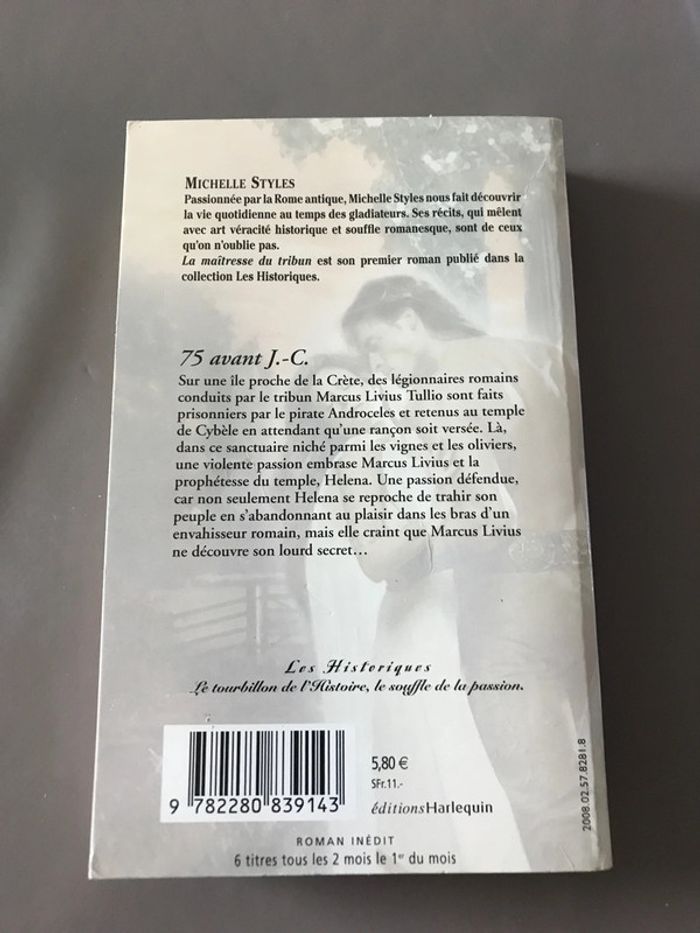 MICHELLE STYLES
Passionnée par la Rome antique, Michelle Styles nous fait découvrir
la vie quotidienne au temps des gladiateurs. Ses récits, qui mêlent
avec art véracité historique et souffle romanesque, sont de ceux
qu'on n'oublie pas.
La maîtresse du tribun est son premier roman publié dans la
collection Les Historiques.
75 avant J.-C.
Sur une île proche de la Crète, des légionnaires romains
conduits par le tribun Marcus Livius Tullio sont faits
prisonniers par le pirate Androceles et retenus au temple
de Cybèle en attendant qu'une rançon soit versée. Là,
dans ce sanctuaire niché parmi les vignes et les oliviers,
une violente passion embrase Marcus Livius et la
prophétesse du temple, Helena. Une passion défendue,
car non seulement Helena se reproche de trahir son
peuple en s'abandonnant au plaisir dans les bras d'un
envahisseur romain, mais elle craint que Marcus Livius
ne découvre son lourd secret…
Les Historiques
Le tourbillon de l'Histoire, le souffle de la passion.
5,80 €
SFr.11.-
9 782280 839143
éditionsHarlequin
2008.02.57.8281.8
ROMAN INÉDIT
6 titres tous les 2 mois le 1er du mois